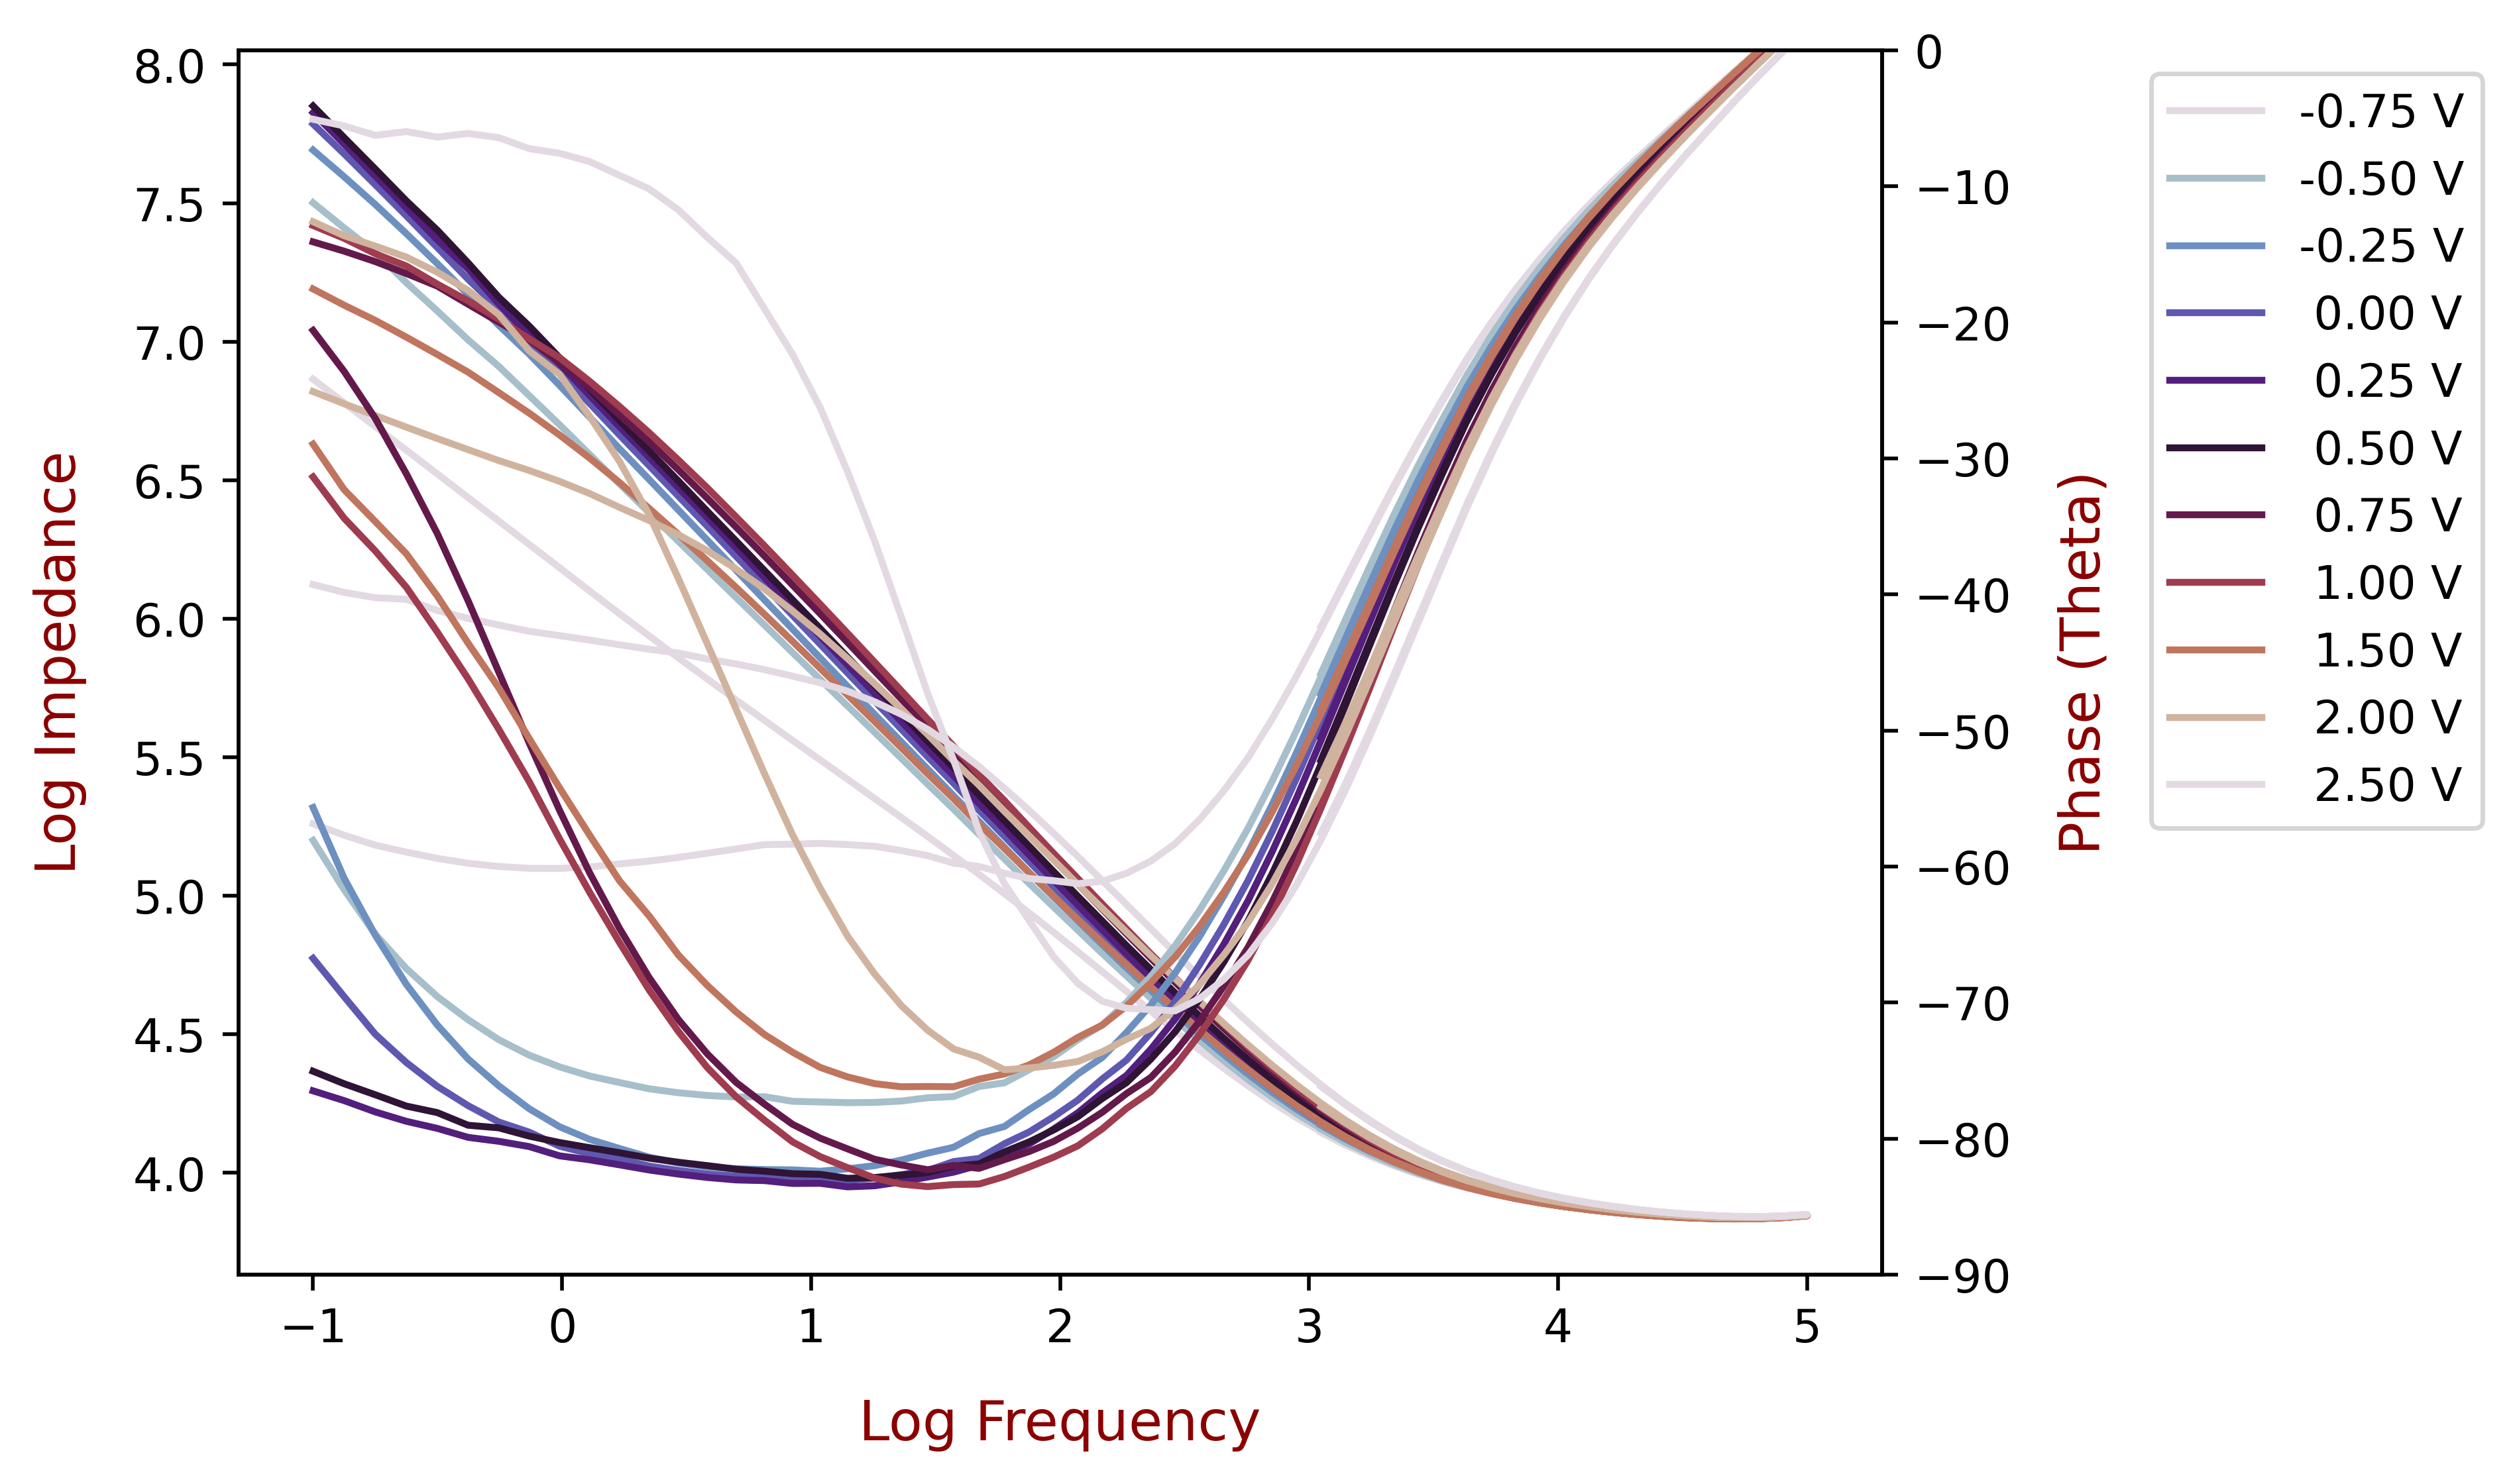 8.0
7.5
7.0
6.5
6.0
5.5
5.0
4.5
4.0
Log Impedance
−1
0
1
2
3
4
5
Log Frequency
0
−10
−20
−30
−40
−50
−60
−70
−80
−90
Phase (Theta)
-0.75 V
-0.50 V
-0.25 V
0.00 V
0.25 V
0.50 V
0.75 V
1.00 V
1.50 V
2.00 V
2.50 V